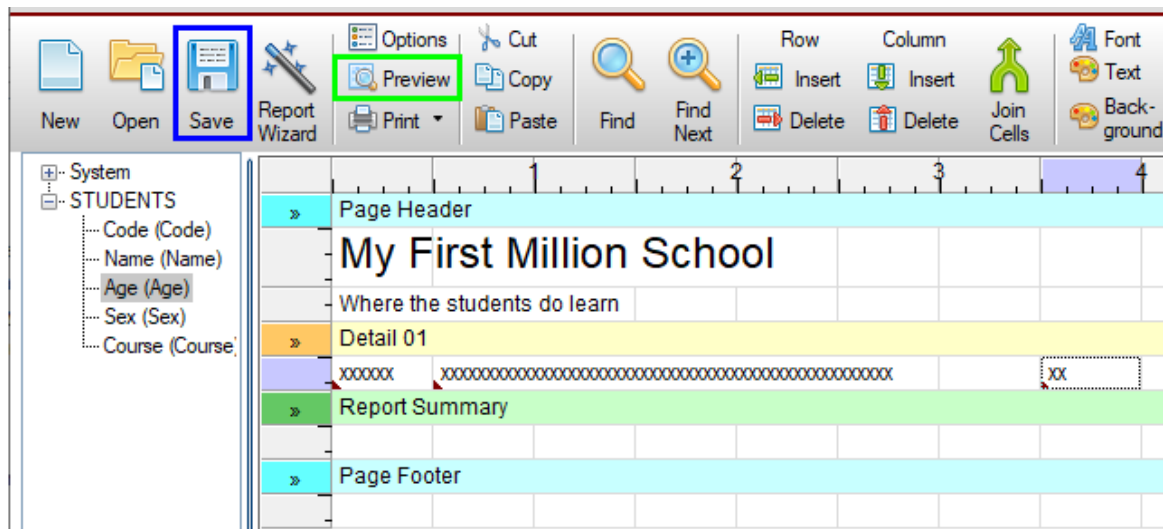 Options
Cut
Row
Column
Font
Preview
Copy
Insert
Insert
Text
New
Open
Save
Report
Wizard
Print
Paste
Find
Find
Next
Delete
Delete
Join
Cells
Back-
ground
System
STUDENTS
Code (Code)
Name (Name)
Age (Age)
Sex (Sex)
Course (Course)
1 2 3 4
» Page Header
My First Million School
Where the students do learn
» Detail 01
XXXXXX XXXXXXXXXXXXXXXXXXXXXXXXXXXXXXXXXXXXXXXXXXXXXXXXXX XX
» Report Summary
» Page Footer